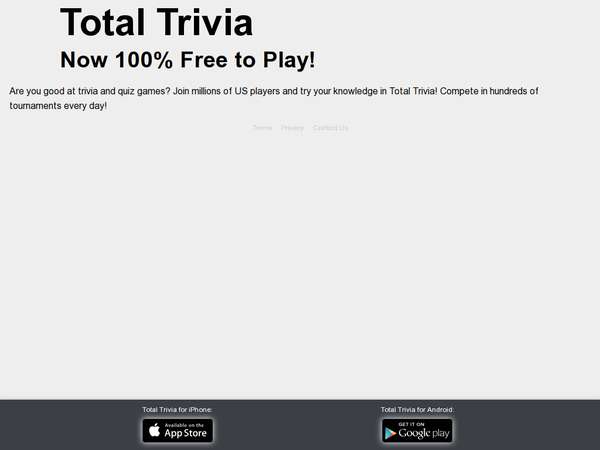 Total Trivia
Now 100% Free to Play!
Are you good at trivia and quiz games? Join millions of US players and try your knowledge in Total Trivia! Compete in hundreds of
tournaments every day!
Terms Privacy Contact Us
Total Trivia for iPhone: Total Trivia for Android:
Available on the App Store
GET IT ON Google play